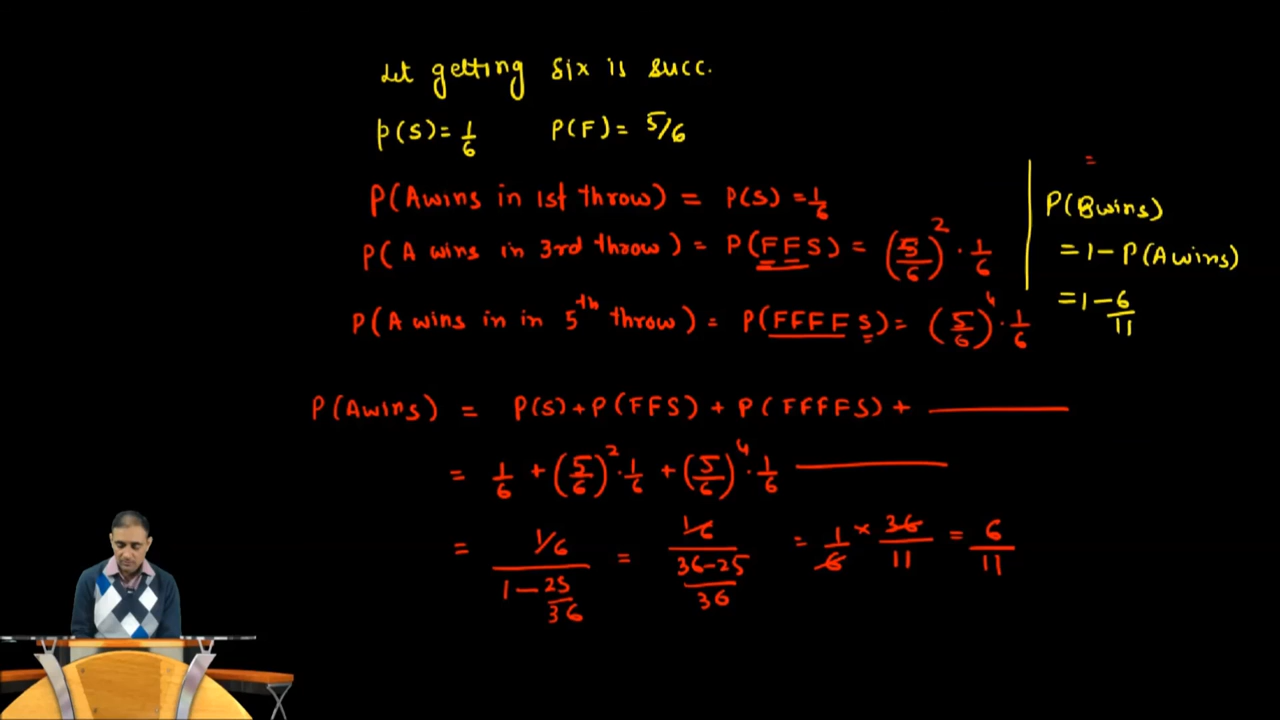 Let getting six is succ.
P(S) = 1/6 P(F) = 5/6
P(A wins in 1st throw) = P(S) = 1/6
P(A wins in 3rd throw) = P(FFS) = (5/6)^2 · 1/6
P(A wins in in 5th throw) = P(FFFFS) = (5/6)^4 · 1/6
P(A wins) = P(S) + P(FFS) + P(FFFFS) + ————
= 1/6 + (5/6)^2 · 1/6 + (5/6)^4 · 1/6 ————
= (1/6)/(1 − 25/36) = (1/6)/((36 − 25)/36) = 1/6 × 36/11 = 6/11
=
P(B wins)
= 1 − P(A wins)
= 1 − 6/11